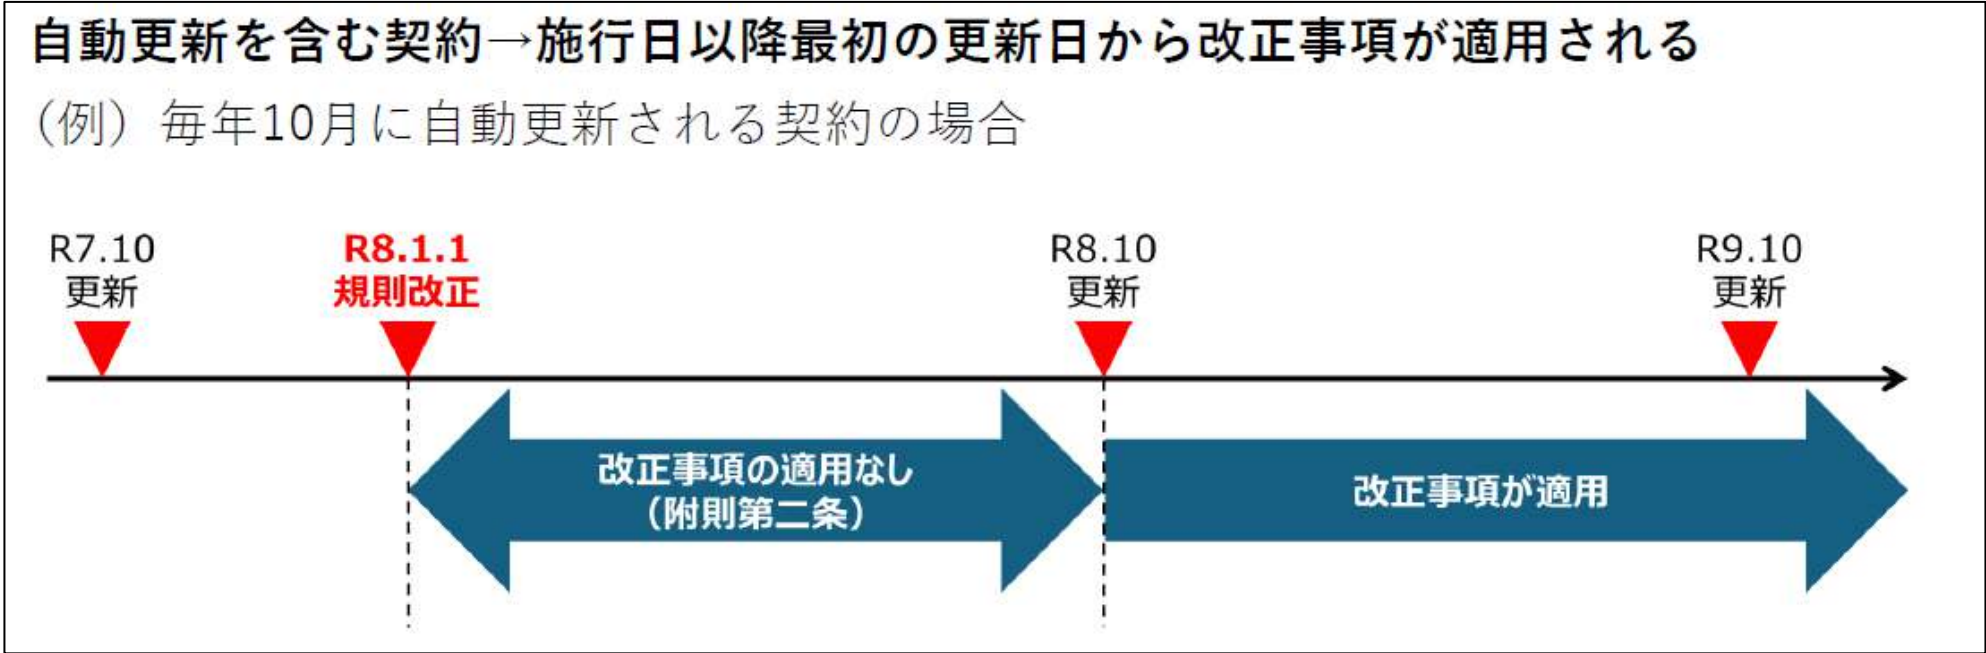 自動更新を含む契約→施行日以降最初の更新日から改正事項が適用される
（例）毎年10月に自動更新される契約の場合
R7.10
更新
R8.1.1
規則改正
R8.10
更新
R9.10
更新
改正事項の適用なし
（附則第二条）
改正事項が適用